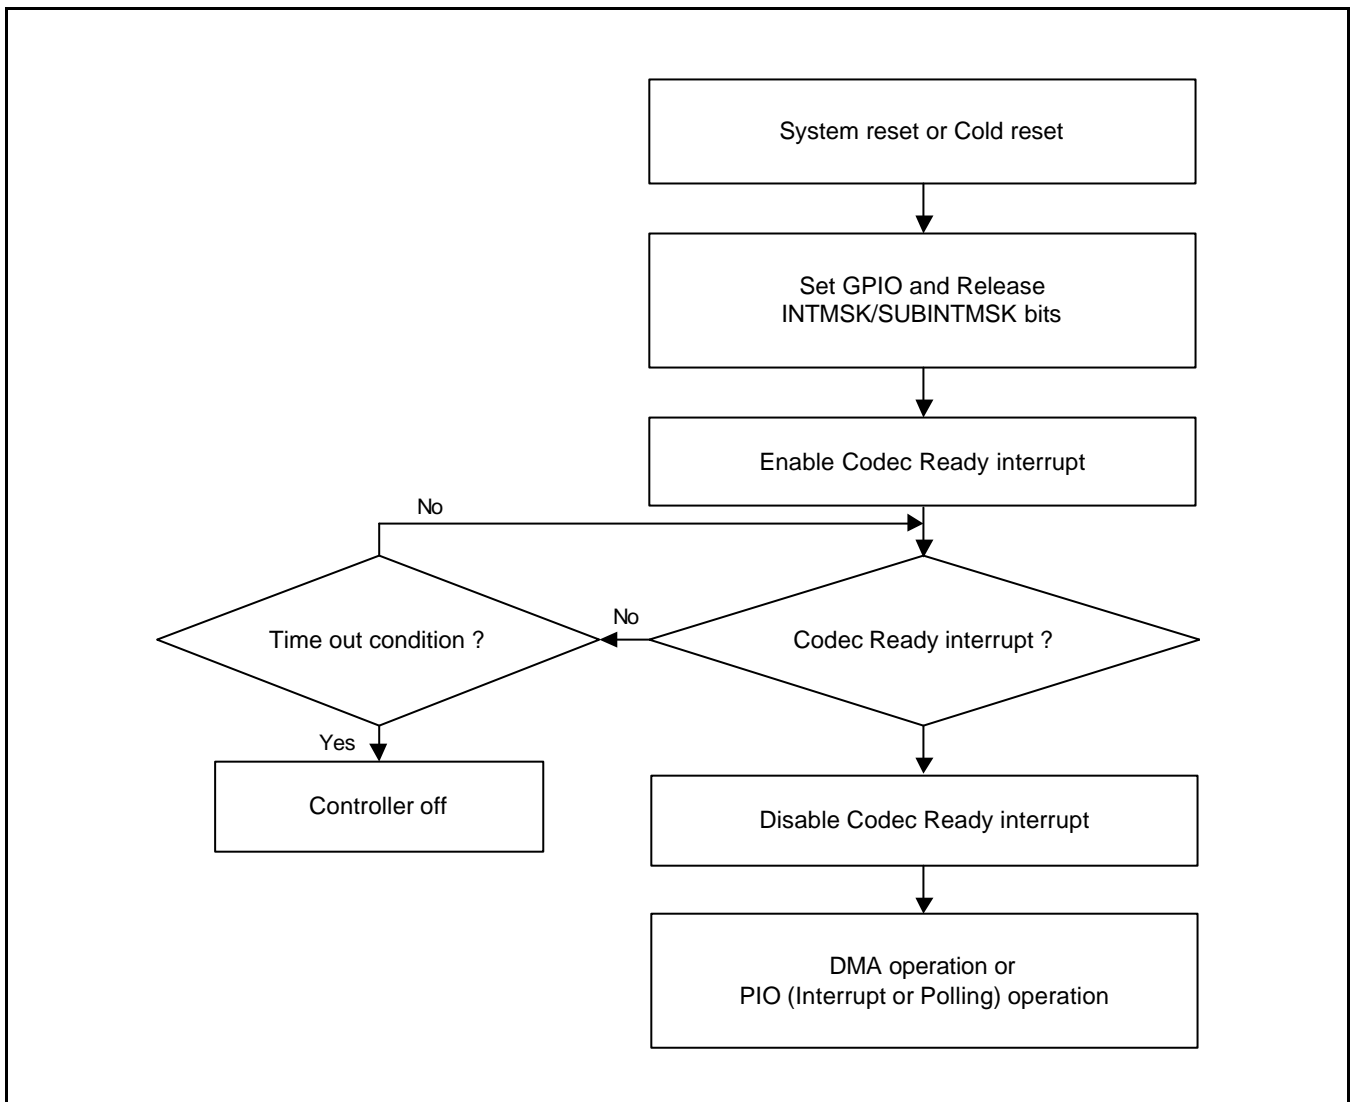 System reset or Cold reset
Set GPIO and Release
INTMSK/SUBINTMSK bits
Enable Codec Ready interrupt
No
Time out condition ?
No
Codec Ready interrupt ?
Yes
Controller off
Disable Codec Ready interrupt
DMA operation or
PIO (Interrupt or Polling) operation